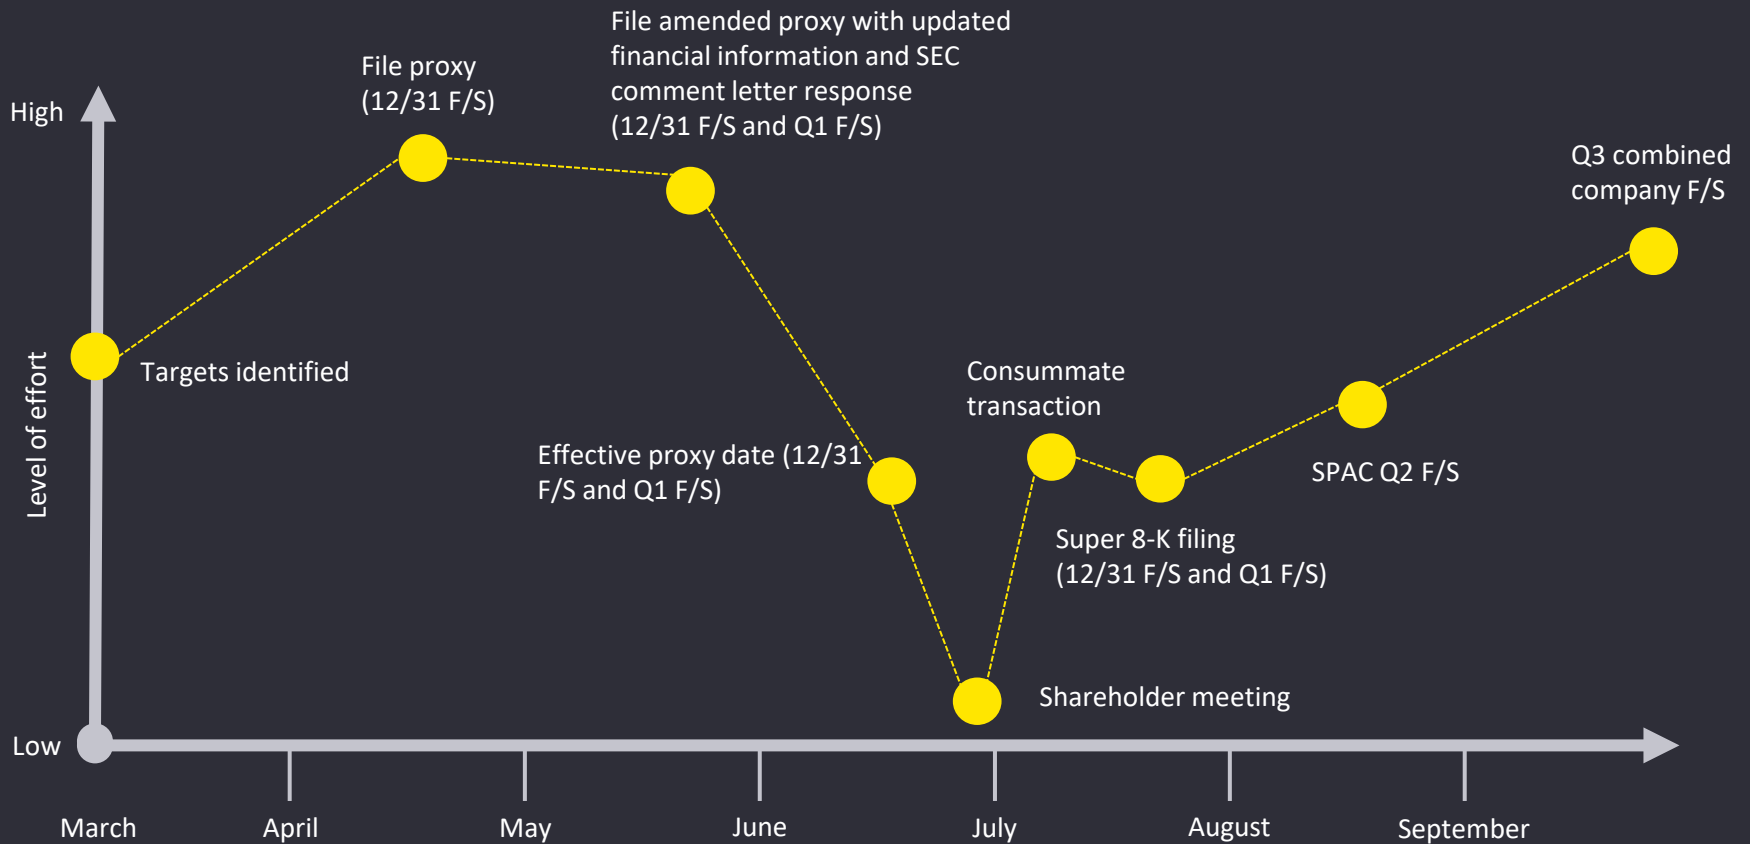 File amended proxy with updated
financial information and SEC
comment letter response
(12/31 F/S and Q1 F/S)
File proxy
(12/31 F/S)
High
Q3 combined
company F/S
Targets identified
Level of effort
Consummate
transaction
Effective proxy date (12/31
F/S and Q1 F/S)
SPAC Q2 F/S
Super 8-K filing
(12/31 F/S and Q1 F/S)
Shareholder meeting
Low
March
April
May
June
July
August
September